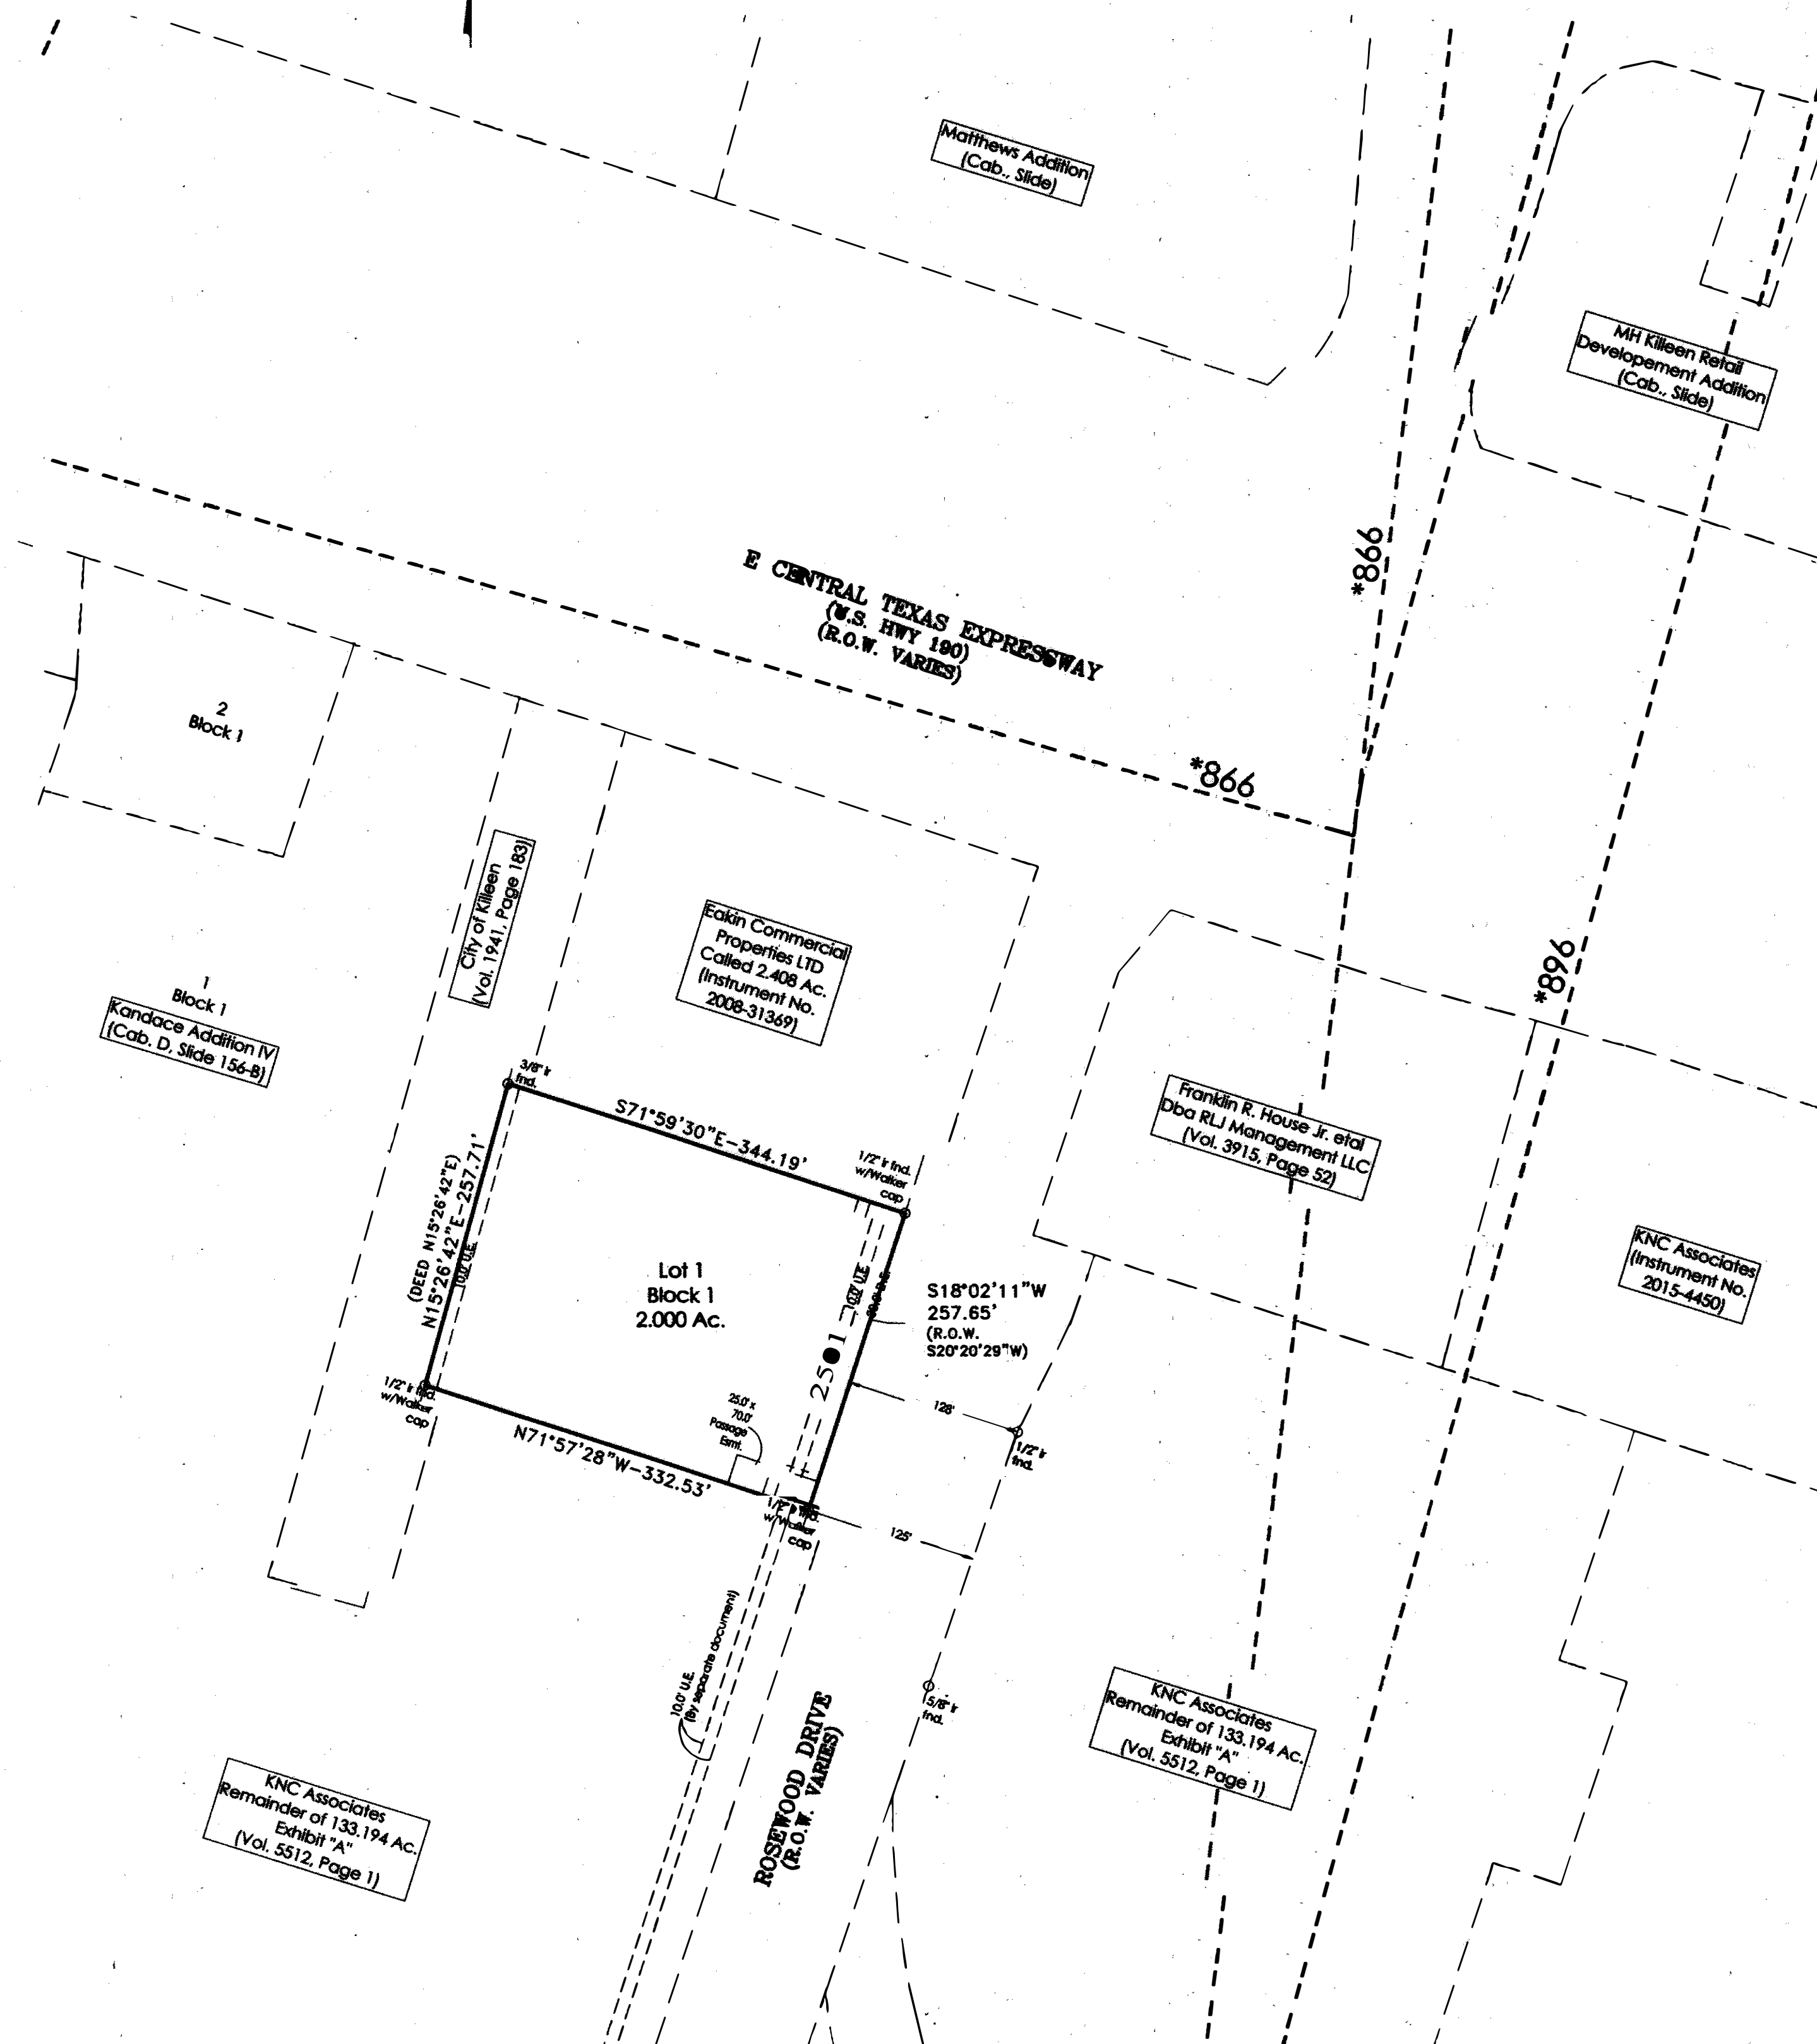 Matthews Addition
(Cab., Slide)
MH Killeen Retail
Developement Addition
(Cab., Slide)
*866
E CENTRAL TEXAS EXPRESSWAY
(U.S. HWY 190)
(R.O.W. VARIES)
*866
2
Block 1
City of Killeen
(Vol. 1941, Page 183)
Eakin Commercial
Properties LTD
Called 2.408 Ac.
(Instrument No.
2008-31369)
*896
1
Block 1
Kandace Addition IV
(Cab. D, Slide 156-B)
3/8" ir
fnd.
S71°59'30"E-344.19'
1/2" ir fnd.
w/Walker
cap
Franklin R. House Jr. etal
Dba RLJ Management LLC
(Vol. 3915, Page 52)
KNC Associates
(Instrument No.
2015-4450)
(DEED N15°26'42"E)
N15°26'42"E-257.71'
10.0' U.E.
Lot 1
Block 1
2.000 Ac.
10.0' U.E.
S18°02'11"W
257.65'
(R.O.W.
S20°20'29"W)
2501
1/2" ir fnd.
w/Walker
cap
25.0' x
70.0'
Passage
Esmt.
128'
1/2" ir
fnd.
N71°57'28"W-332.53'
1/2" ir fnd.
w/Walker
cap
125'
10.0' U.E.
(By separate document)
5/8" ir
fnd.
ROSEWOOD DRIVE
(R.O.W. VARIES)
KNC Associates
Remainder of 133.194 Ac.
Exhibit "A"
(Vol. 5512, Page 1)
KNC Associates
Remainder of 133.194 Ac.
Exhibit "A"
(Vol. 5512, Page 1)